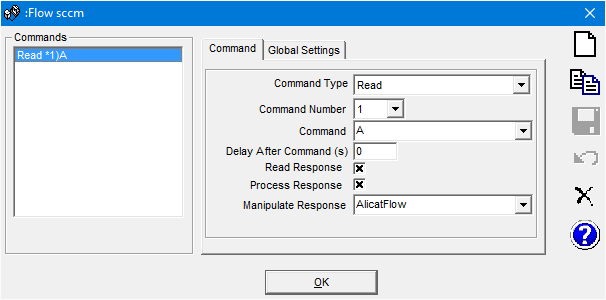 :Flow sccm
Commands
Read *1)A
Command
Global Settings
Command Type
Read
Command Number
1
Command
A
Delay After Command (s)
0
Read Response
Process Response
Manipulate Response
AlicatFlow
OK
?